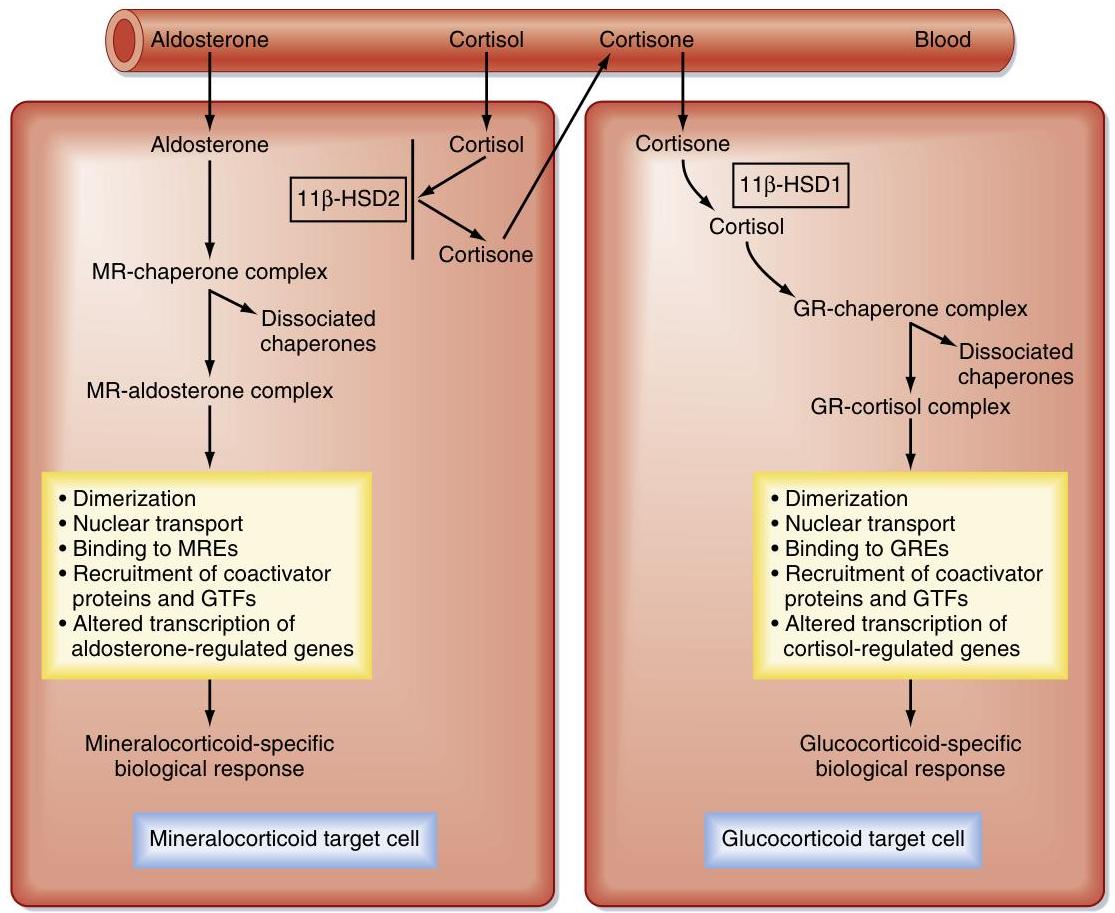 Aldosterone
Cortisol
Cortisone
Blood
Aldosterone
Cortisol
11β-HSD2
Cortisone
MR-chaperone complex
Dissociated
chaperones
MR-aldosterone complex
• Dimerization
• Nuclear transport
• Binding to MREs
• Recruitment of coactivator
proteins and GTFs
• Altered transcription of
aldosterone-regulated genes
Mineralocorticoid-specific
biological response
Mineralocorticoid target cell
Cortisone
11β-HSD1
Cortisol
GR-chaperone complex
Dissociated
chaperones
GR-cortisol complex
• Dimerization
• Nuclear transport
• Binding to GREs
• Recruitment of coactivator
proteins and GTFs
• Altered transcription of
cortisol-regulated genes
Glucocorticoid-specific
biological response
Glucocorticoid target cell